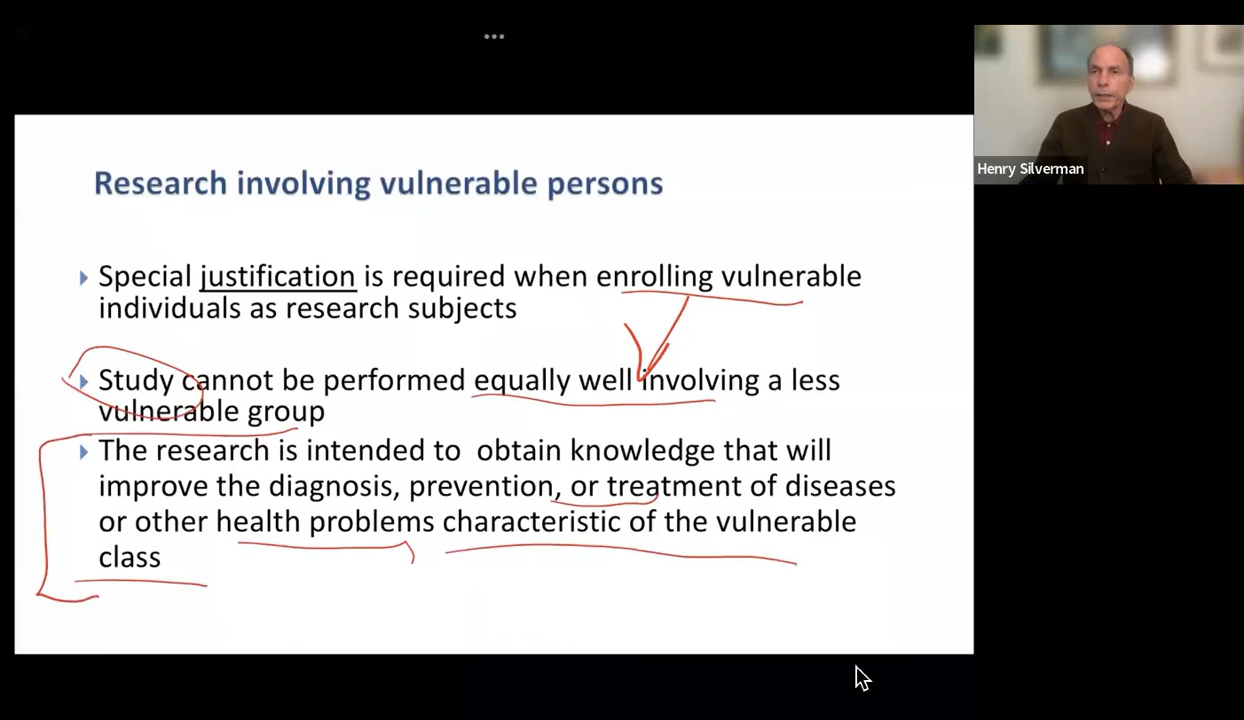 Research involving vulnerable persons
Special justification is required when enrolling vulnerable
individuals as research subjects
Study cannot be performed equally well involving a less
vulnerable group
The research is intended to obtain knowledge that will
improve the diagnosis, prevention, or treatment of diseases
or other health problems characteristic of the vulnerable
class
Henry Silverman